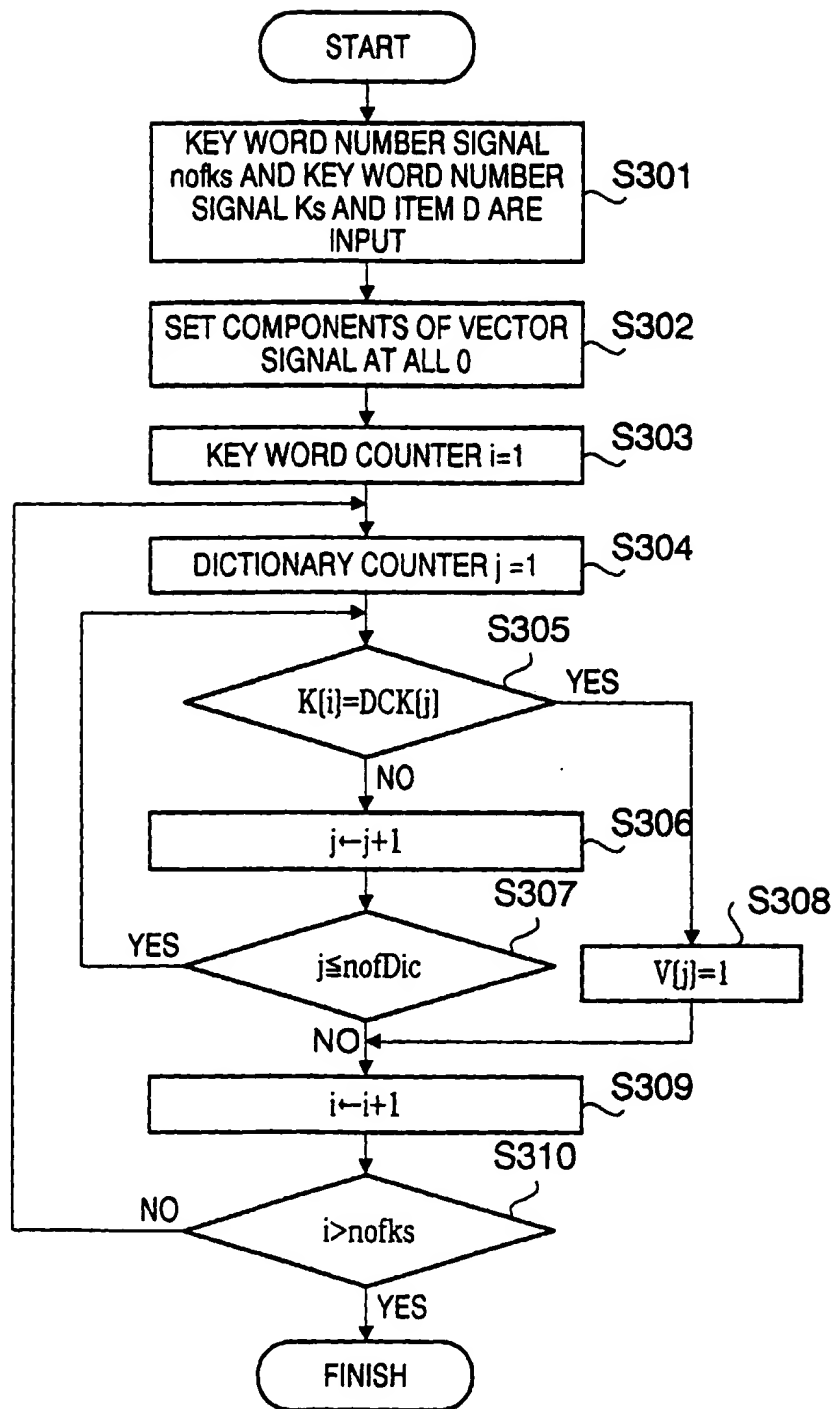 START
KEY WORD NUMBER SIGNAL
nofks AND KEY WORD NUMBER
SIGNAL Ks AND ITEM D ARE
INPUT
S301
SET COMPONENTS OF VECTOR
SIGNAL AT ALL 0
S302
KEY WORD COUNTER i=1
S303
DICTIONARY COUNTER j =1
S304
S305
K[i]=DCK[j]
YES
NO
j←j+1
S306
S307
YES
j≦nofDic
S308
V[j]=1
NO
i←i+1
S309
S310
NO
i>nofks
YES
FINISH